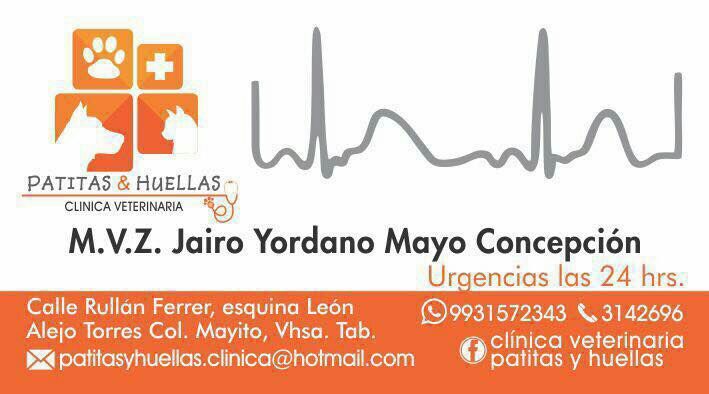 PATITAS & HUELLAS
CLINICA VETERINARIA
M.V.Z. Jairo Yordano Mayo Concepción
Urgencias las 24 hrs.
Calle Rullán Ferrer, esquina León
Alejo Torres Col. Mayito, Vhsa. Tab.
patitasyhuellas.clinica@hotmail.com
9931572343 3142696
clínica veterinaria
patitas y huellas